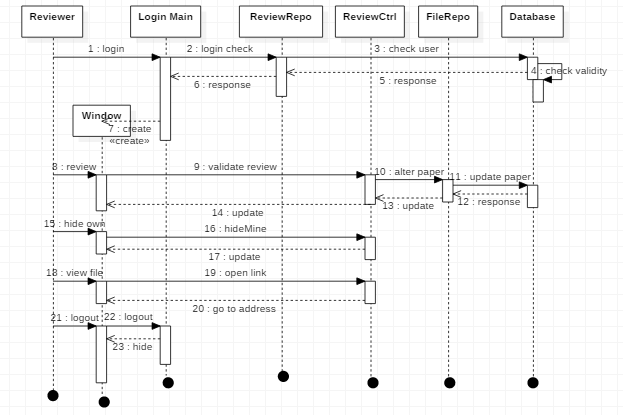 Reviewer
Login Main
ReviewRepo
ReviewCtrl
FileRepo
Database
1 : login
2 : login check
3 : check user
4 : check validity
5 : response
6 : response
Window
7 : create
«create»
8 : review
9 : validate review
10 : alter paper
11 : update paper
12 : response
13 : update
14 : update
15 : hide own
16 : hideMine
17 : update
18 : view file
19 : open link
20 : go to address
21 : logout
22 : logout
23 : hide